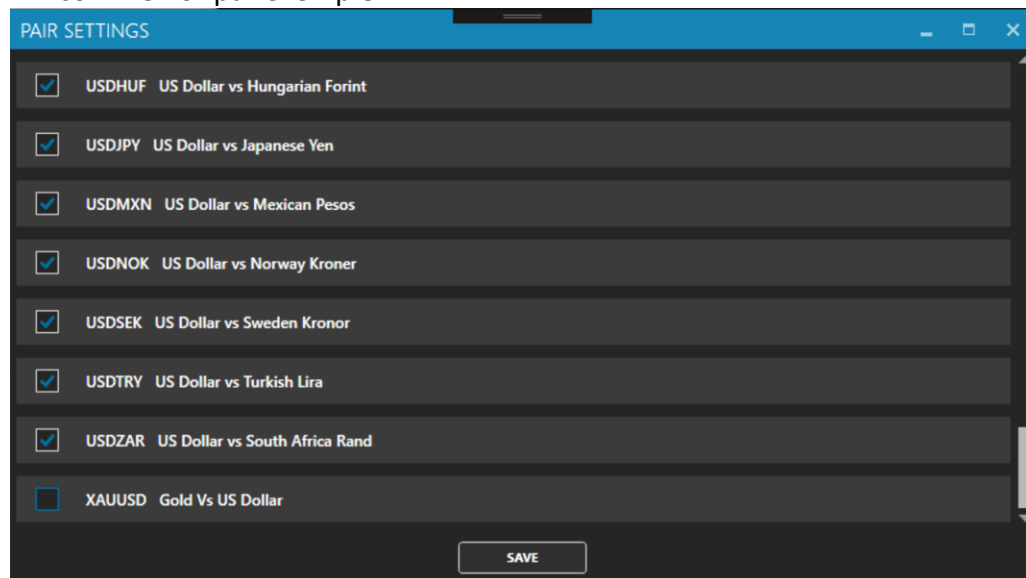 PAIR SETTINGS
USDHUF US Dollar vs Hungarian Forint
USDJPY US Dollar vs Japanese Yen
USDMXN US Dollar vs Mexican Pesos
USDNOK US Dollar vs Norway Kroner
USDSEK US Dollar vs Sweden Kronor
USDTRY US Dollar vs Turkish Lira
USDZAR US Dollar vs South Africa Rand
XAUUSD Gold Vs US Dollar
SAVE